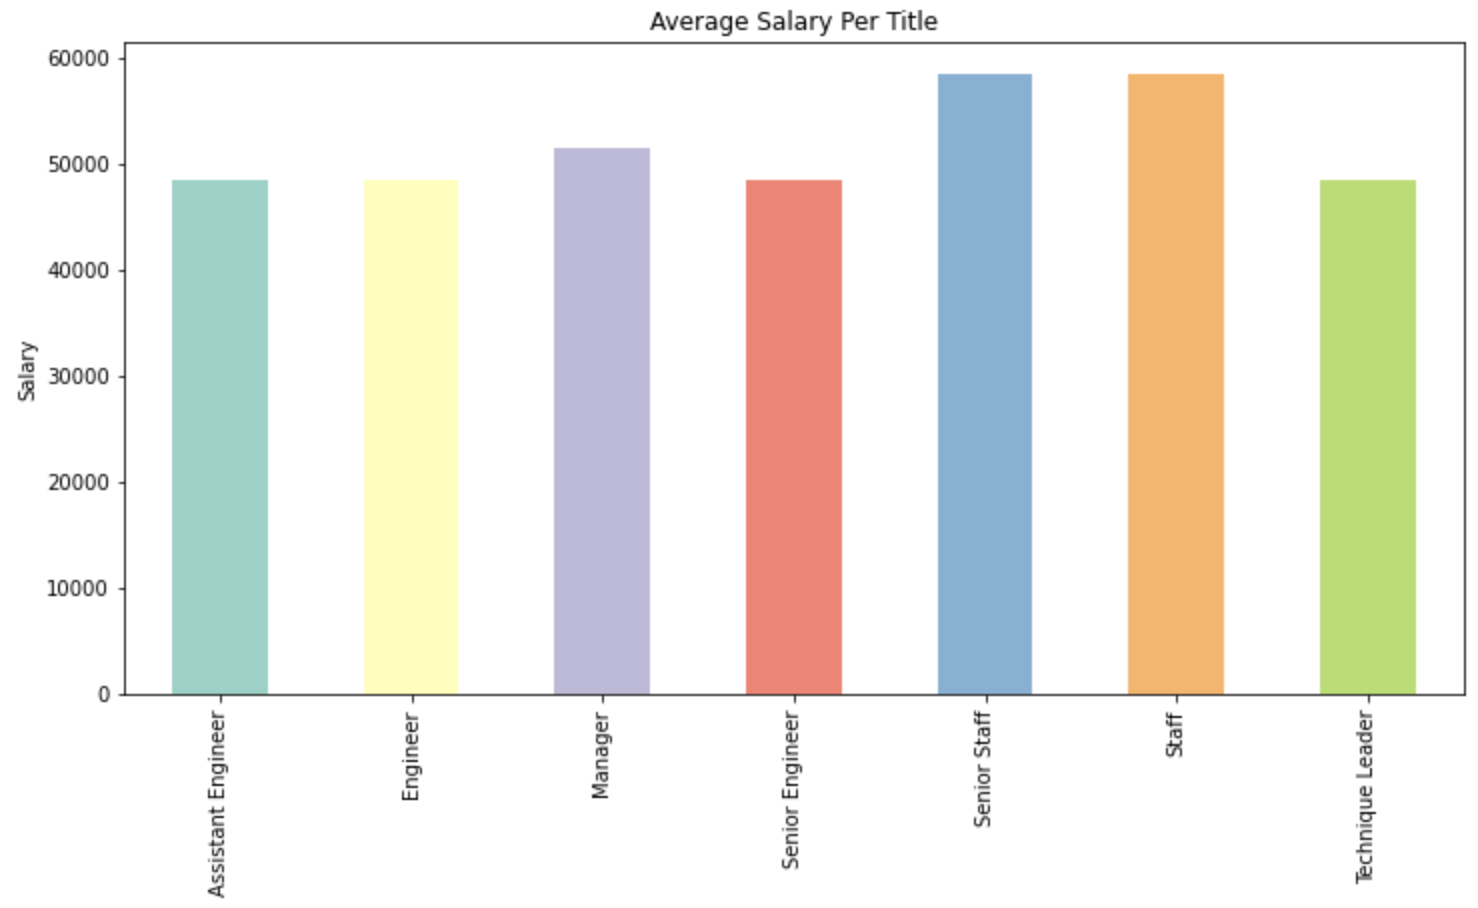 Average Salary Per Title
60000
50000
40000
30000
20000
10000
0
Salary
Assistant Engineer
Engineer
Manager
Senior Engineer
Senior Staff
Staff
Technique Leader